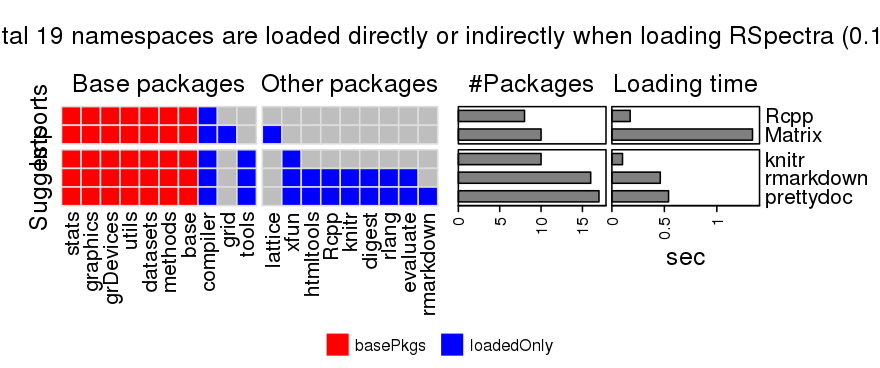 tal 19 namespaces are loaded directly or indirectly when loading RSpectra (0.1
Base packages Other packages #Packages Loading time
Imports
Suggests
Rcpp
Matrix
knitr
rmarkdown
prettydoc
stats
graphics
grDevices
utils
datasets
methods
base
compiler
grid
tools
lattice
xfun
htmltools
Rcpp
knitr
digest
rlang
evaluate
rmarkdown
0 5 10 15
0 0.5 1
sec
basePkgs loadedOnly